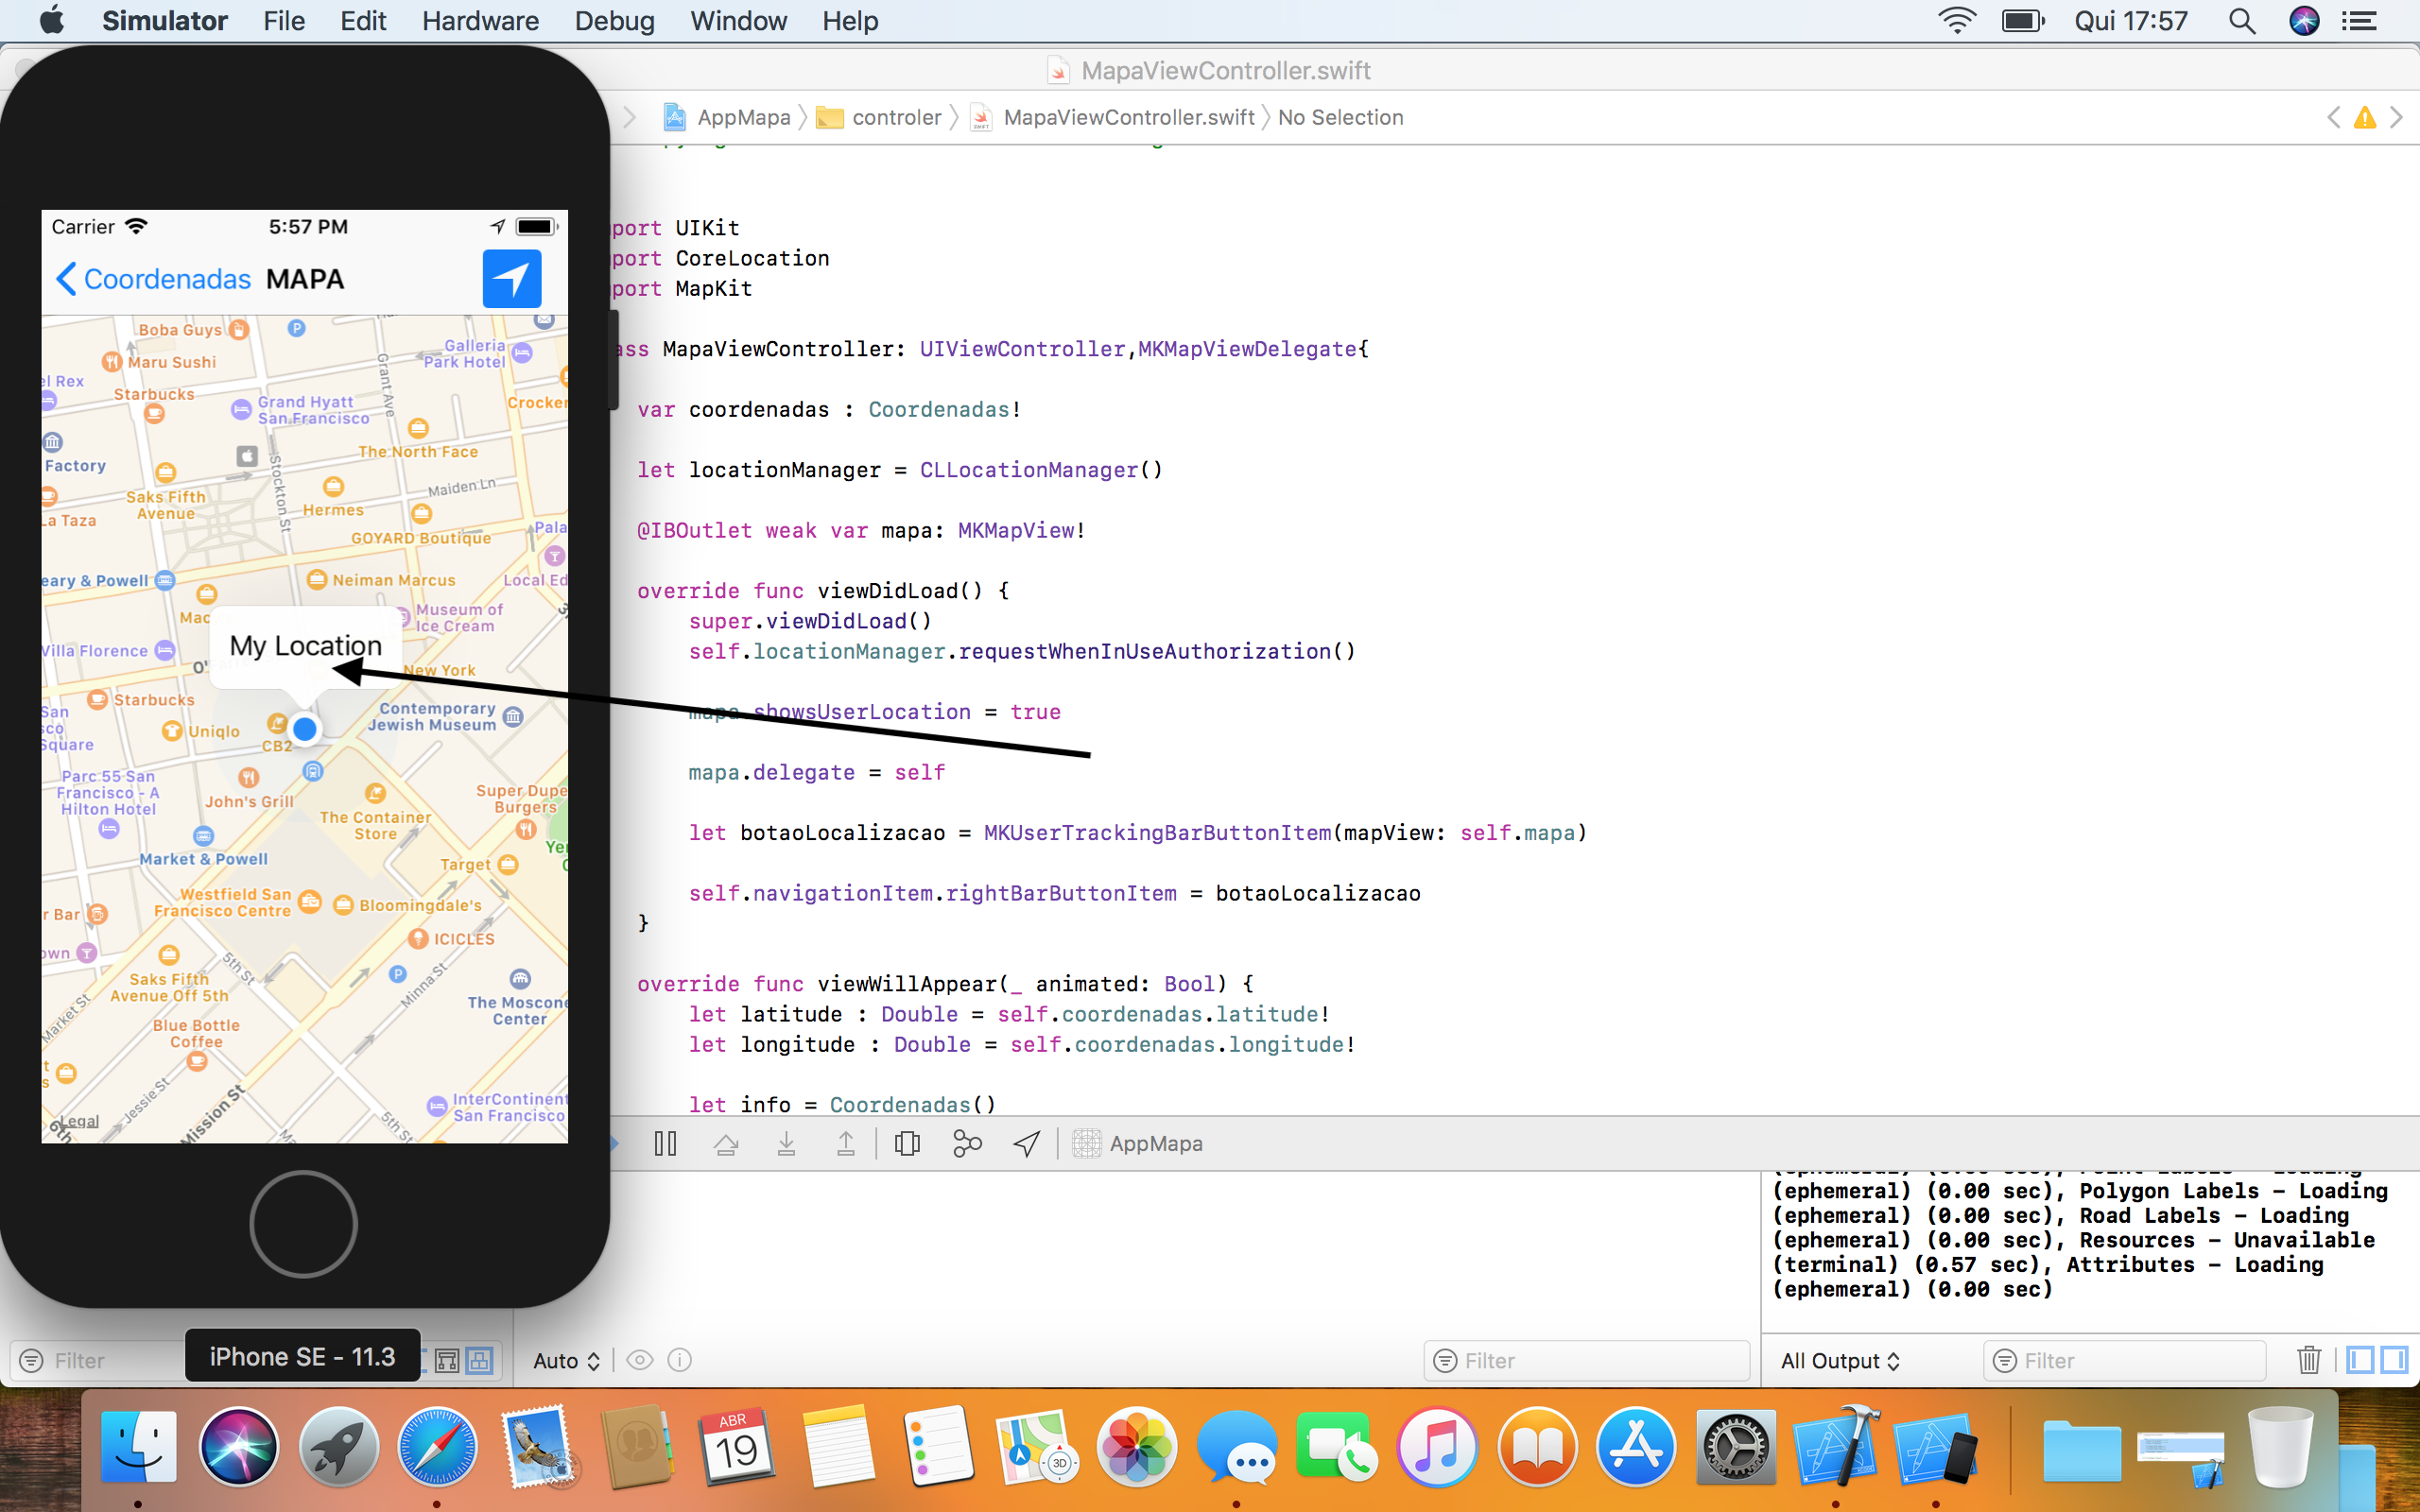 Simulator File Edit Hardware Debug Window Help
Qui 17:57
MapaViewController.swift
AppMapa controler MapaViewController.swift No Selection
port UIKit
port CoreLocation
port MapKit
ass MapaViewController: UIViewController,MKMapViewDelegate{
var coordenadas : Coordenadas!
let locationManager = CLLocationManager()
@IBOutlet weak var mapa: MKMapView!
override func viewDidLoad() {
super.viewDidLoad()
self.locationManager.requestWhenInUseAuthorization()
mapa.showsUserLocation = true
mapa.delegate = self
let botaoLocalizacao = MKUserTrackingBarButtonItem(mapView: self.mapa)
self.navigationItem.rightBarButtonItem = botaoLocalizacao
}
override func viewWillAppear(_ animated: Bool) {
let latitude : Double = self.coordenadas.latitude!
let longitude : Double = self.coordenadas.longitude!
let info = Coordenadas()
Carrier 5:57 PM
Coordenadas MAPA
Boba Guys
P
Galleria
Park Hotel
Maru Sushi
Grant Ave
el Rex
Starbucks
Grand Hyatt
San Francisco
Crocker
The North Face
Factory
Stockton St
Saks Fifth
Avenue
Hermes
Maiden Ln
La Taza
GOYARD Boutique
Pala
eary & Powell
Neiman Marcus
Local Ed
Mac
Museum of
Ice Cream
My Location
Villa Florence
New York
Starbucks
San
sco
Square
Contemporary
Jewish Museum
Uniqlo
CB2
Parc 55 San
Francisco - A
Hilton Hotel
John's Grill
Super Dupe
Burgers
The Container
Store
Yer
Market & Powell
Target
Westfield San
Francisco Centre
Bloomingdale's
r Bar
ICICLES
own
5th St
P
Saks Fifth
Avenue Off 5th
Minna St
The Moscone
Center
Market St
Blue Bottle
Coffee
t
s
Jessie St
InterContinent
San Francisco
Legal
6th
Mission St
5th St
AppMapa
(ephemeral) (0.00 sec), Polygon Labels - Loading
(ephemeral) (0.00 sec), Road Labels - Loading
(ephemeral) (0.00 sec), Resources - Unavailable
(terminal) (0.57 sec), Attributes - Loading
(ephemeral) (0.00 sec)
Filter
iPhone SE - 11.3
Auto
Filter
All Output
Filter
ABR
19
3D